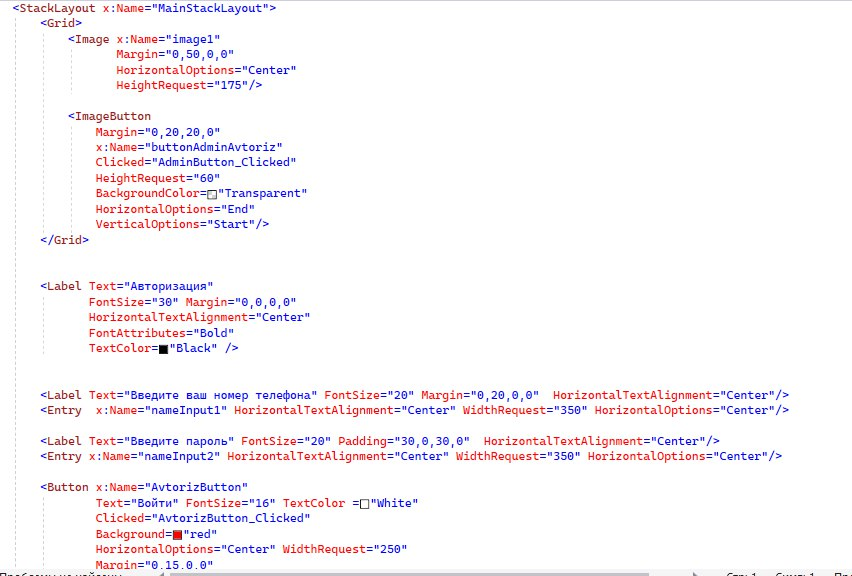 <StackLayout x:Name="MainStackLayout">
<Grid>
<Image x:Name="image1"
Margin="0,50,0,0"
HorizontalOptions="Center"
HeightRequest="175"/>
<ImageButton
Margin="0,20,20,0"
x:Name="buttonAdminAvtoriz"
Clicked="AdminButton_Clicked"
HeightRequest="60"
BackgroundColor="Transparent"
HorizontalOptions="End"
VerticalOptions="Start"/>
</Grid>
<Label Text="Авторизация"
FontSize="30" Margin="0,0,0,0"
HorizontalTextAlignment="Center"
FontAttributes="Bold"
TextColor="Black" />
<Label Text="Введите ваш номер телефона" FontSize="20" Margin="0,20,0,0"  HorizontalTextAlignment="Center"/>
<Entry  x:Name="nameInput1" HorizontalTextAlignment="Center" WidthRequest="350" HorizontalOptions="Center"/>
<Label Text="Введите пароль" FontSize="20" Padding="30,0,30,0"  HorizontalTextAlignment="Center"/>
<Entry x:Name="nameInput2" HorizontalTextAlignment="Center" WidthRequest="350" HorizontalOptions="Center"/>
<Button x:Name="AvtorizButton"
Text="Войти" FontSize="16" TextColor ="White"
Clicked="AvtorizButton_Clicked"
Background="red"
HorizontalOptions="Center" WidthRequest="250"
Margin="0,15,0,0"